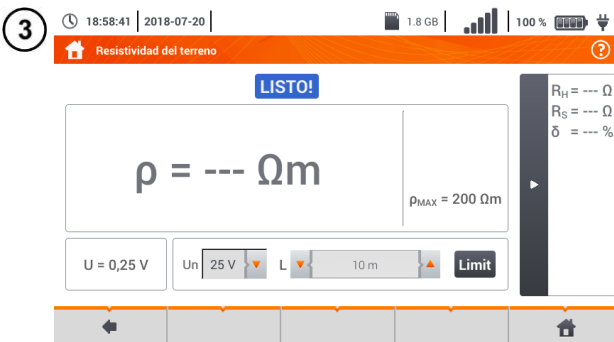 3
18:58:41 2018-07-20 1.8 GB 100 %
Resistividad del terreno
?
LISTO!
ρ = --- Ωm
ρMAX = 200 Ωm
RH = --- Ω
RS = --- Ω
δ = --- %
U = 0,25 V
Un 25 V L 10 m Limit